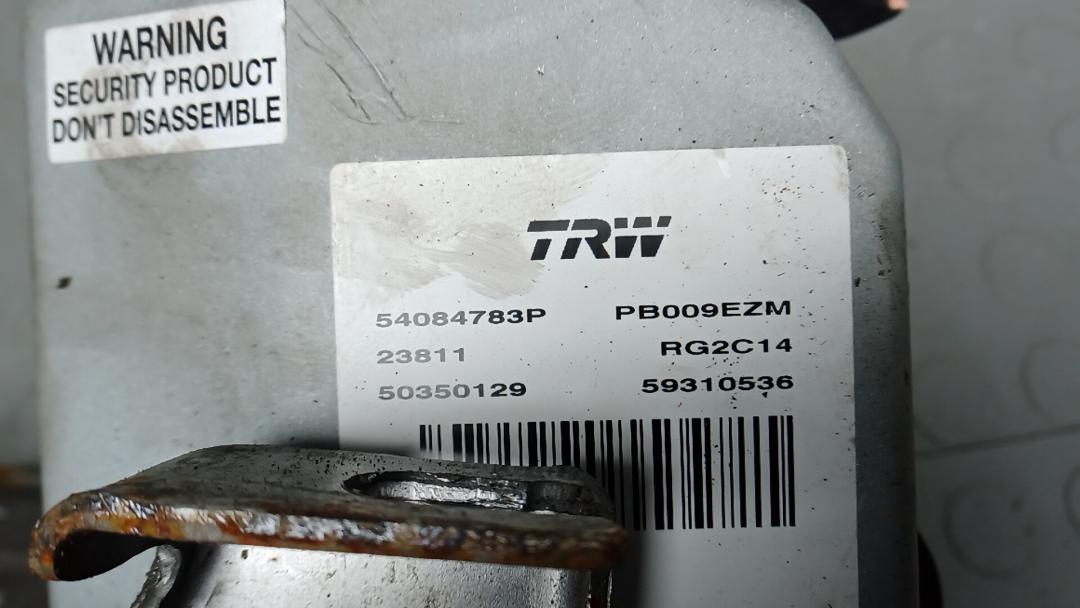 WARNING
SECURITY PRODUCT
DON'T DISASSEMBLE
TRW
54084783P PB009EZM
23811 RG2C14
50350129 59310536